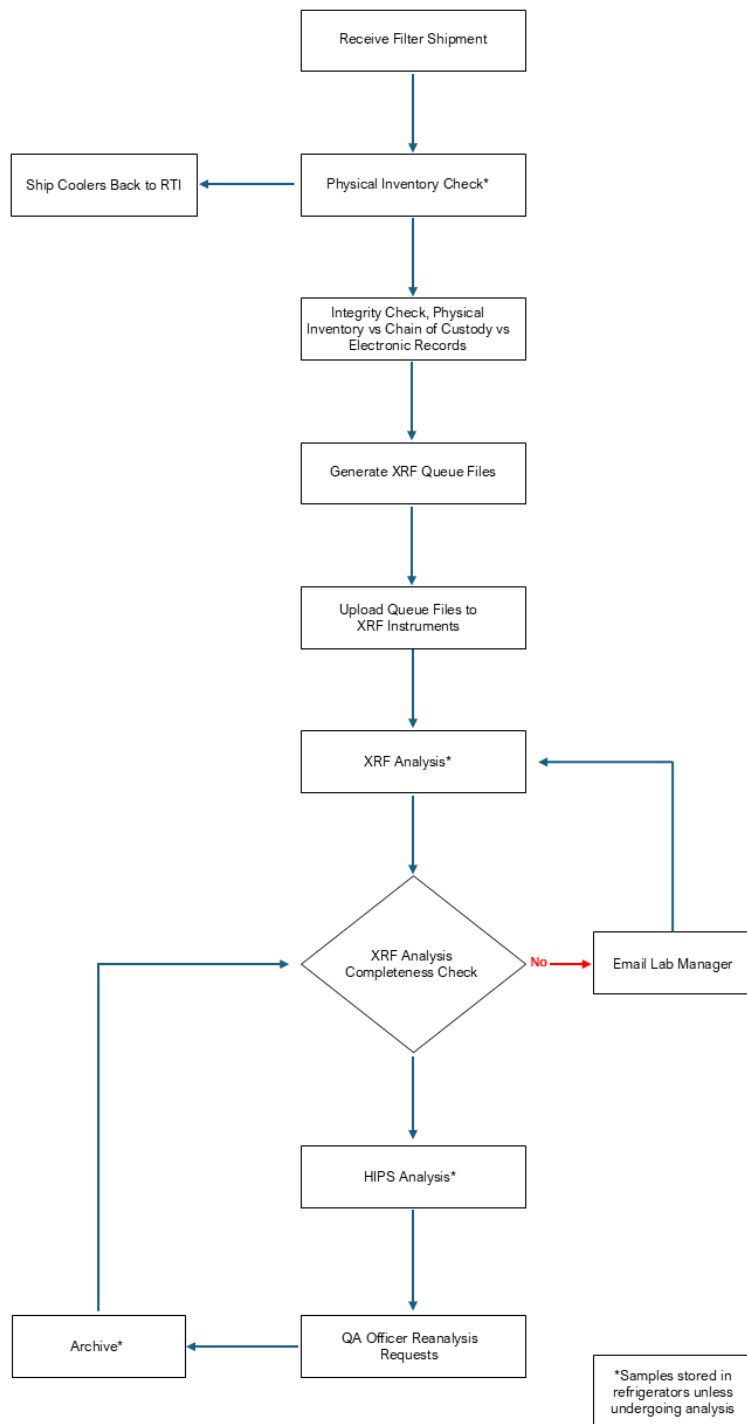 Receive Filter Shipment
Ship Coolers Back to RTI
Physical Inventory Check*
Integrity Check, Physical
Inventory vs Chain of Custody vs
Electronic Records
Generate XRF Queue Files
Upload Queue Files to
XRF Instruments
XRF Analysis*
XRF Analysis
Completeness Check
No
Email Lab Manager
HIPS Analysis*
Archive*
QA Officer Reanalysis
Requests
*Samples stored in
refrigerators unless
undergoing analysis